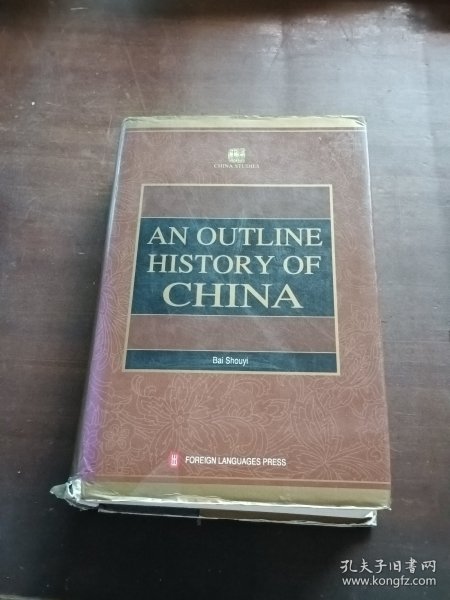 CHINA STUDIES
AN OUTLINE
HISTORY OF
CHINA
Bai Shouyi
FOREIGN LANGUAGES PRESS
孔夫子旧书网
www.kongfz.com